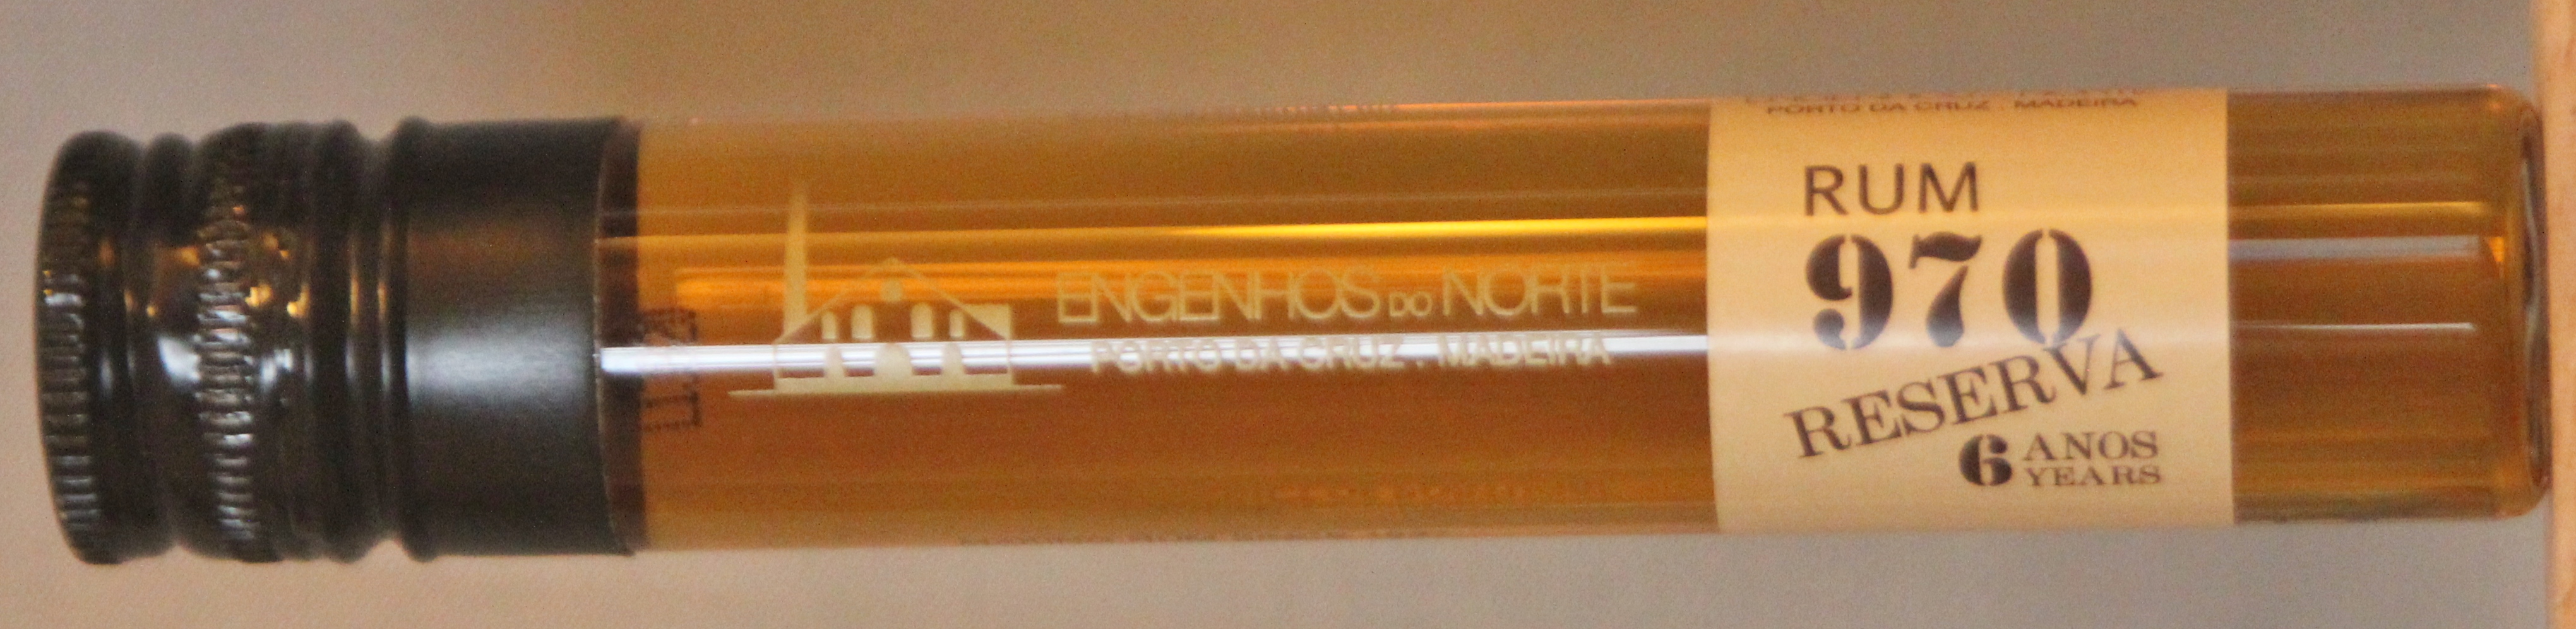 ENGENHOS DO NORTE
PORTO DA CRUZ . MADEIRA
PORTO DA CRUZ . MADEIRA
RUM
970
RESERVA
6 ANOS
YEARS